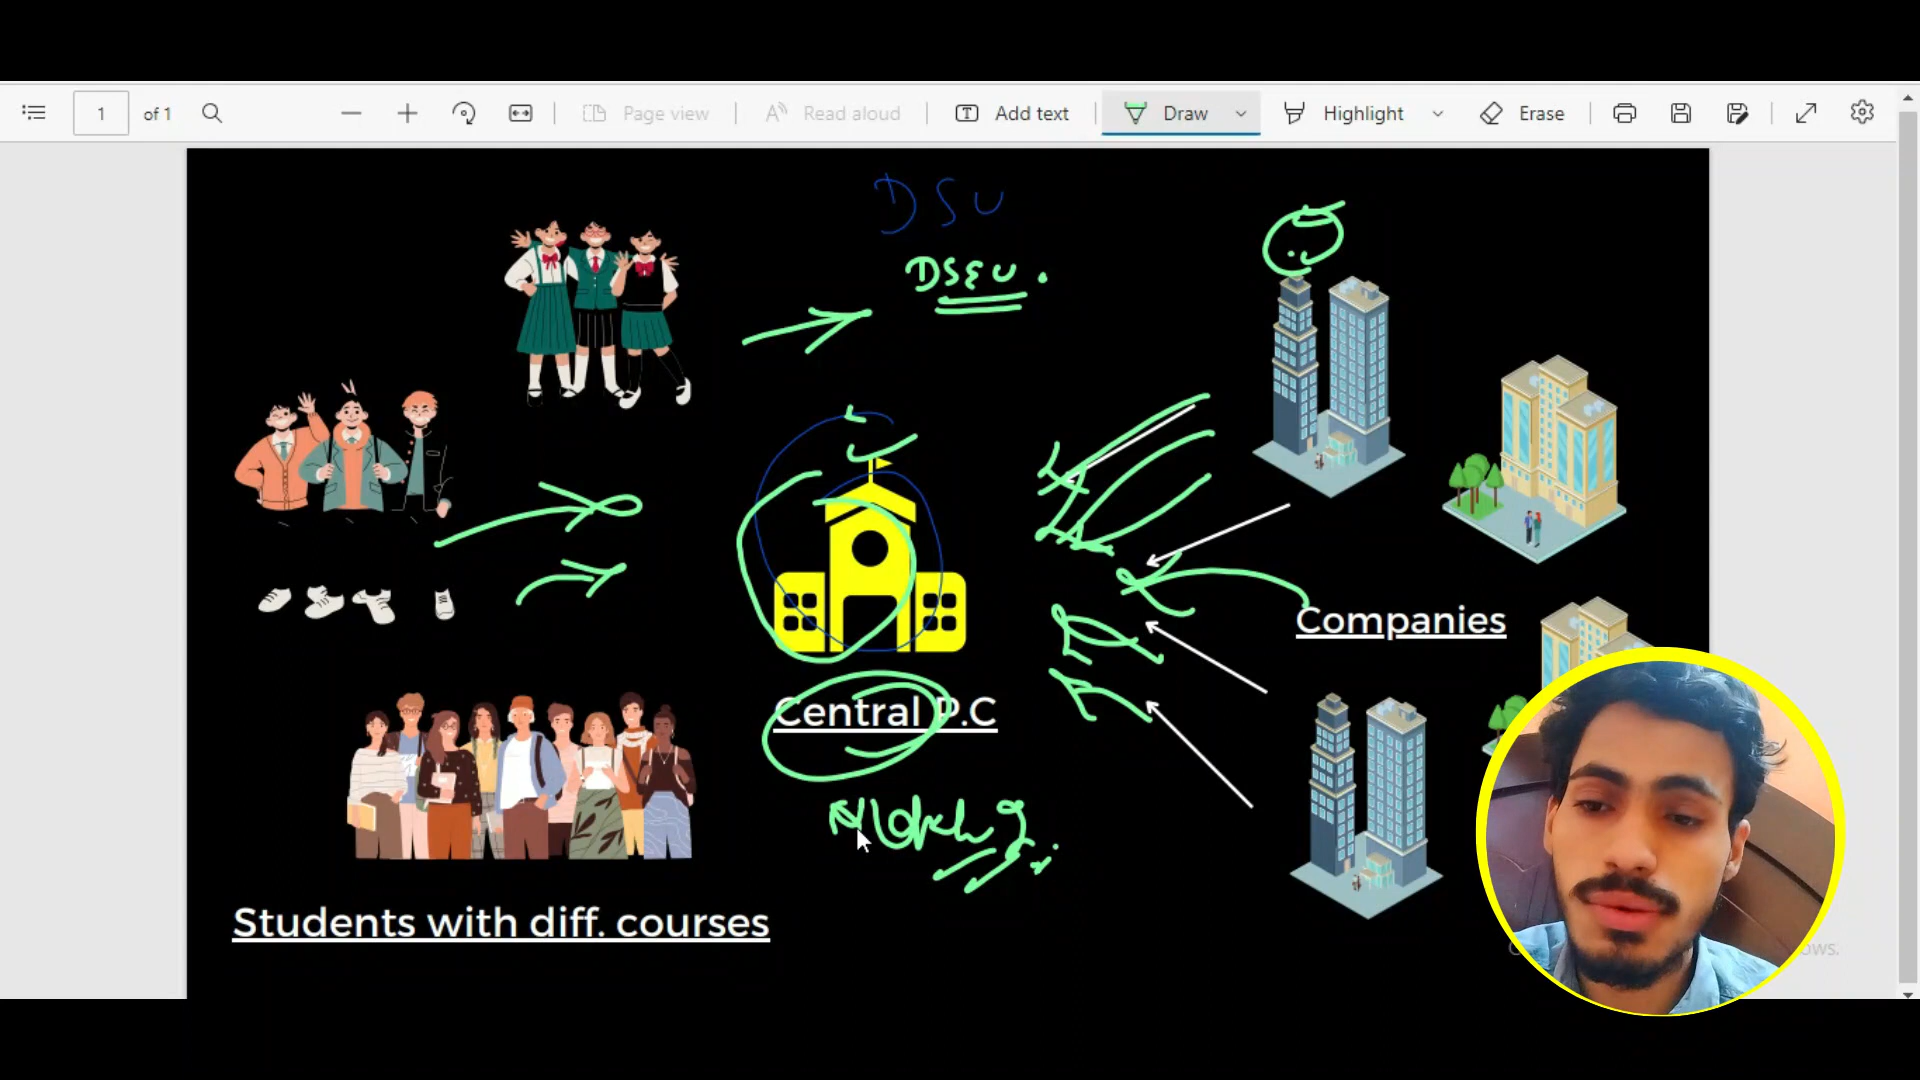 1 of 1 Page view Read aloud Add text Draw Highlight Erase
DSU
DSEU.
Companies
Central P.C
Students with diff. courses